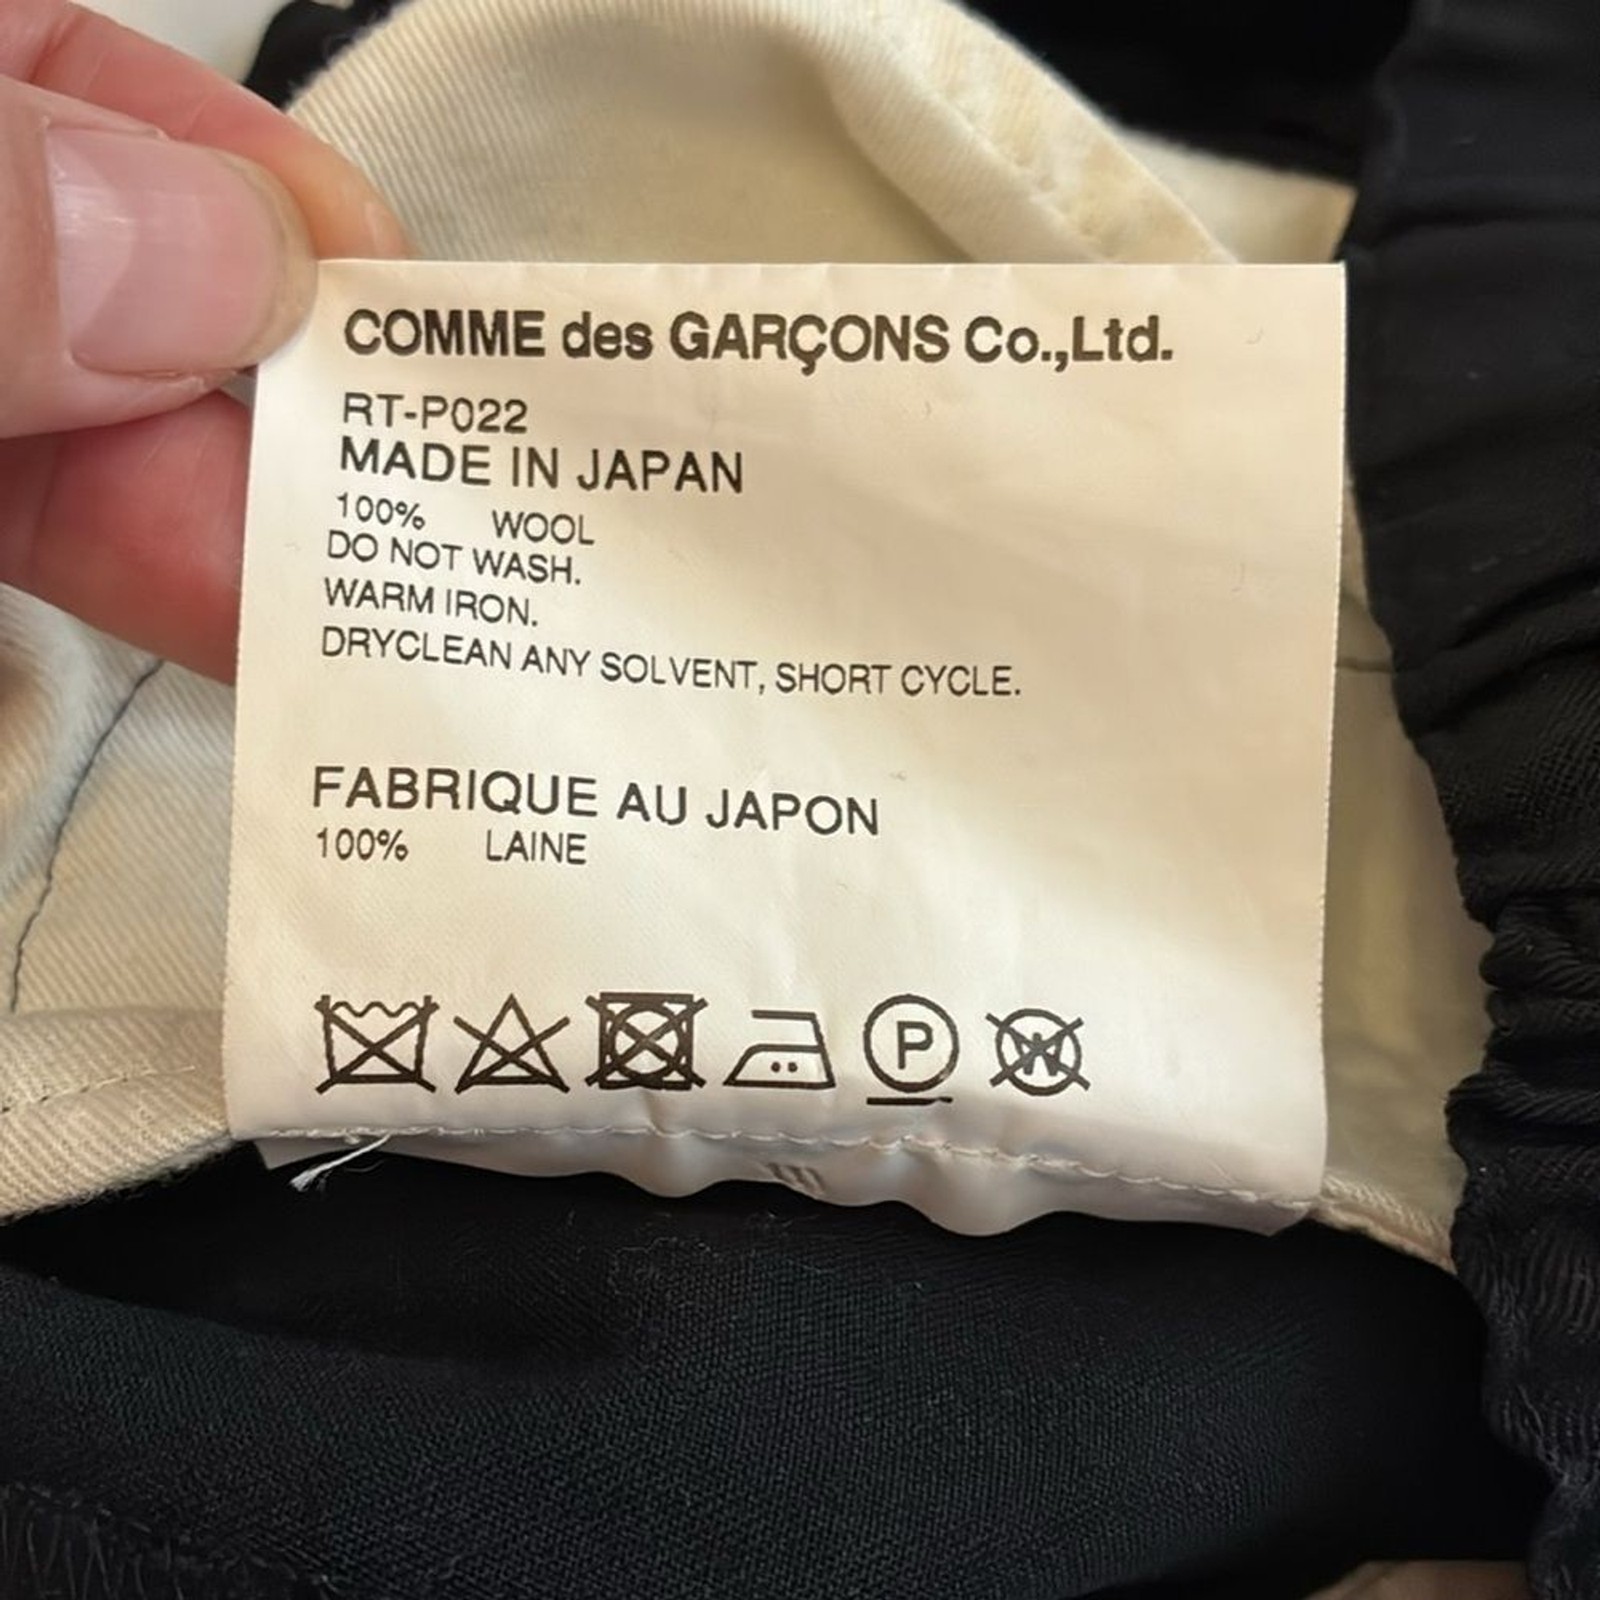 COMME des GARÇONS Co.,Ltd.
RT-P022
MADE IN JAPAN
100% WOOL
DO NOT WASH.
WARM IRON.
DRYCLEAN ANY SOLVENT, SHORT CYCLE.
FABRIQUE AU JAPON
100% LAINE
P W